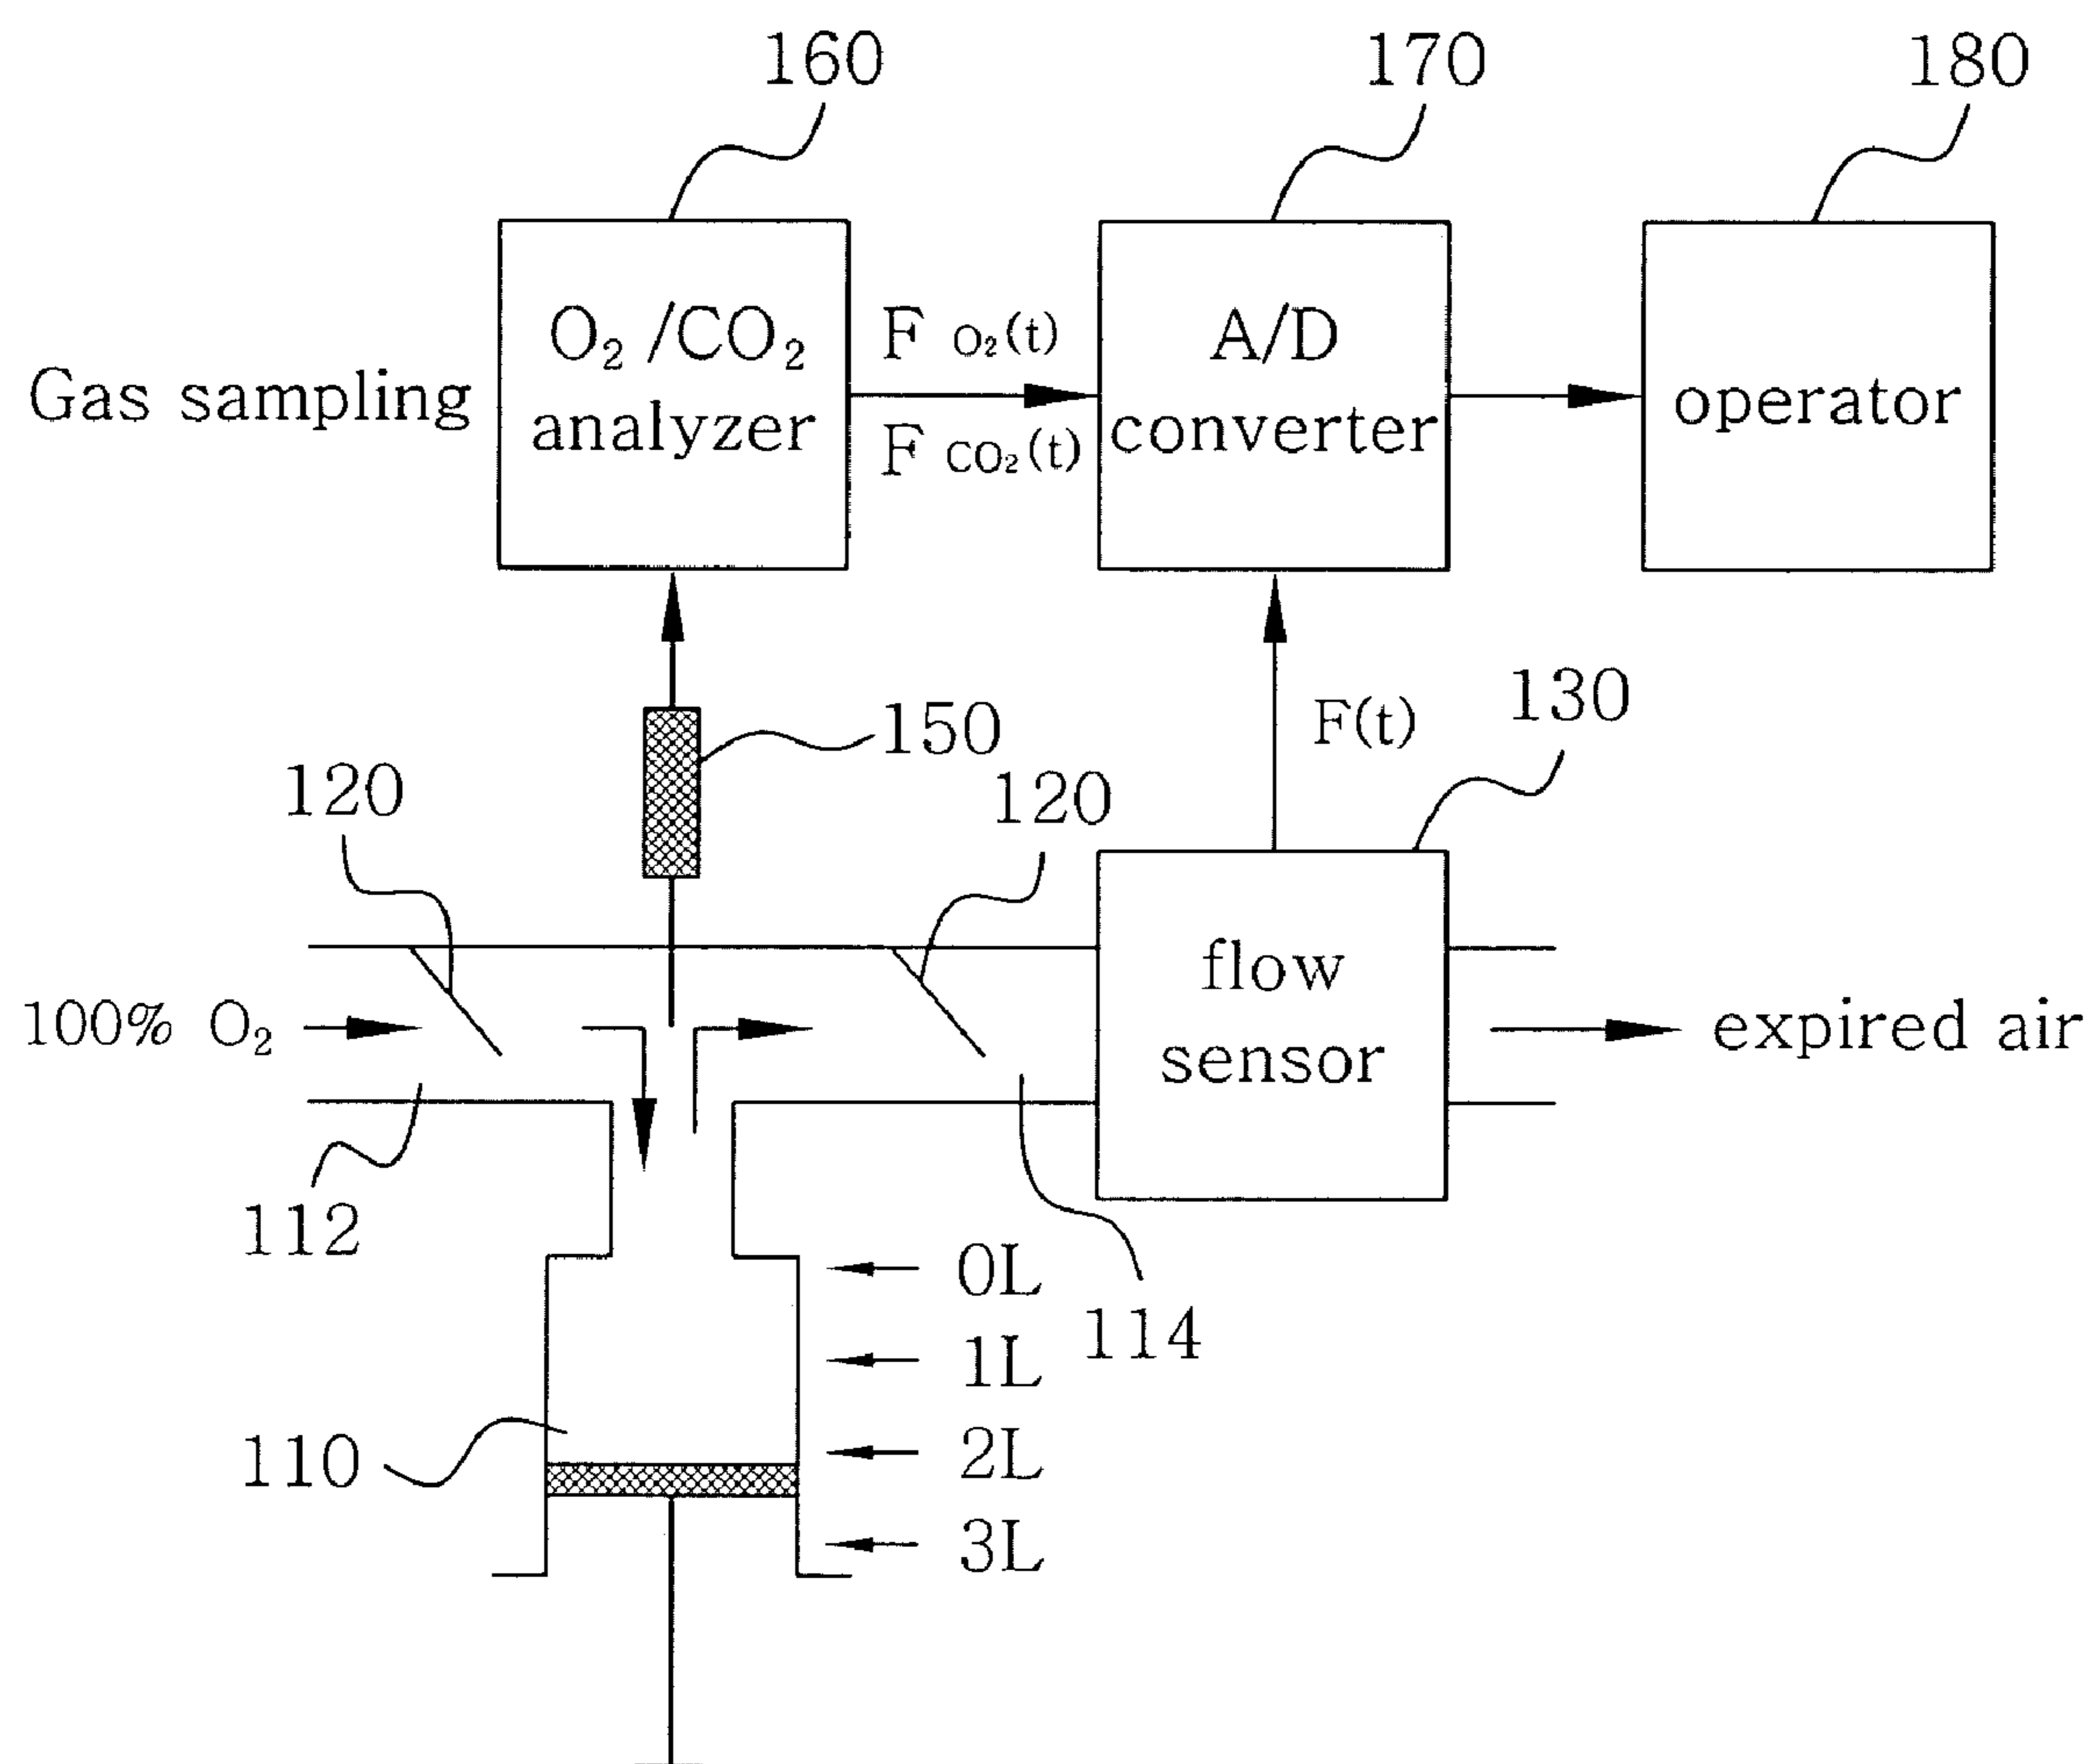 160
170
180
O₂ /CO₂
analyzer
F O₂(t)
F CO₂(t)
A/D
converter
operator
Gas sampling
150
F(t)
130
120
120
100% O₂
flow
sensor
expired air
112
114
0L
1L
2L
3L
110